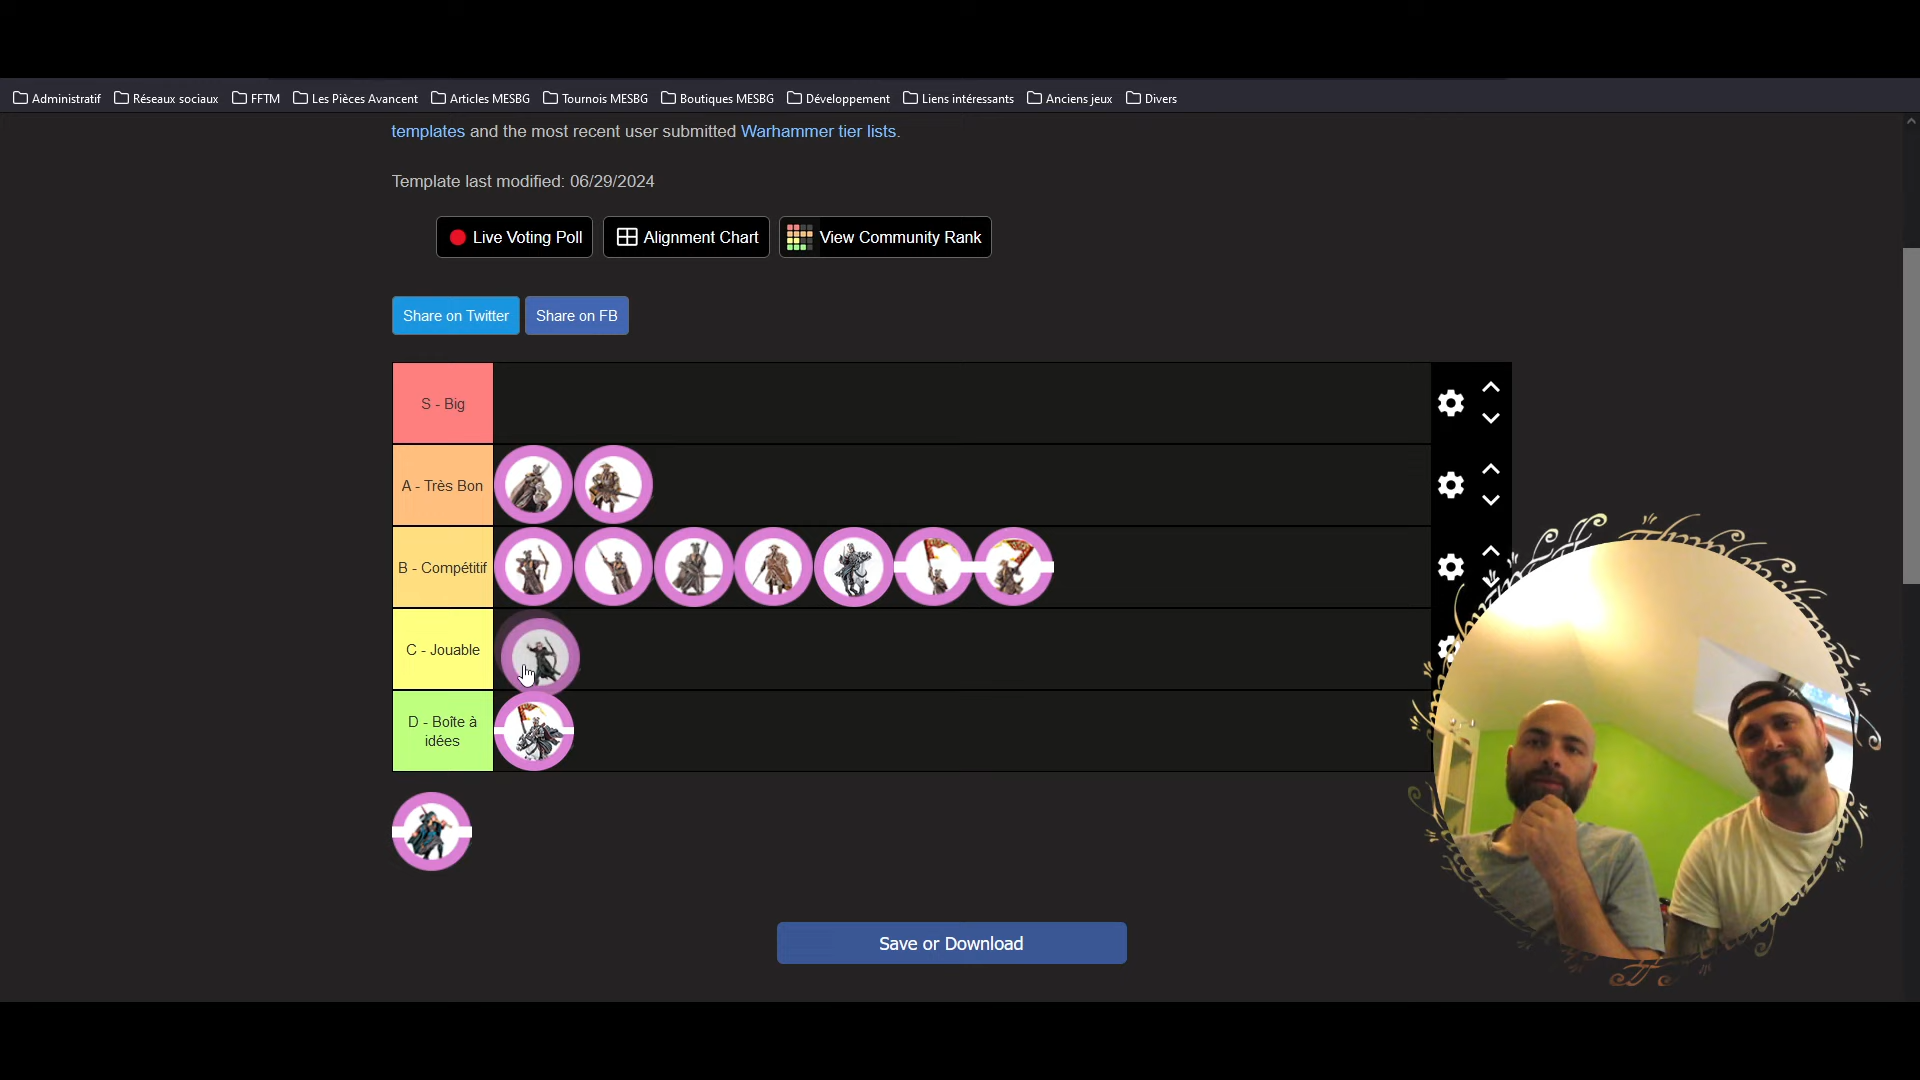 Administratif Réseaux sociaux FFTM Les Pièces Avancent Articles MESBG Tournois MESBG Boutiques MESBG Développement Liens intéressants Anciens jeux Divers
templates and the most recent user submitted Warhammer tier lists.
Template last modified: 06/29/2024
Live Voting Poll Alignment Chart View Community Rank
Share on Twitter Share on FB
S - Big
A - Très Bon
B - Compétitif
C - Jouable
D - Boîte à
idées
Save or Download